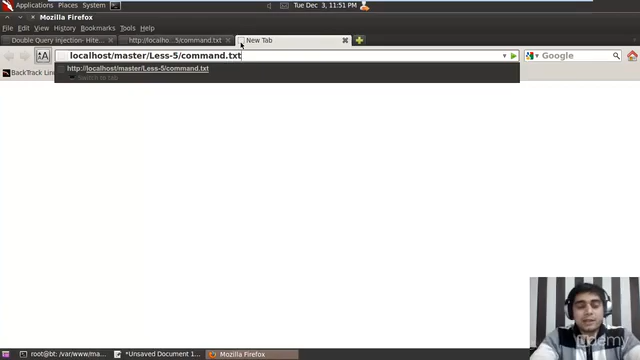 Applications Places System
Tue Dec 3, 11:51 PM
Mozilla Firefox
File Edit View History Bookmarks Tools Help
Double Query injection- Hite...
http://localho...5/command.txt
New Tab
localhost/master/Less-5/command.txt
Google
BackTrack Lin
http://localhost/master/Less-5/command.txt
Switch to tab
udemy
root@bt: /var/www/ma...
*Unsaved Document 1...
Mozilla Firefox